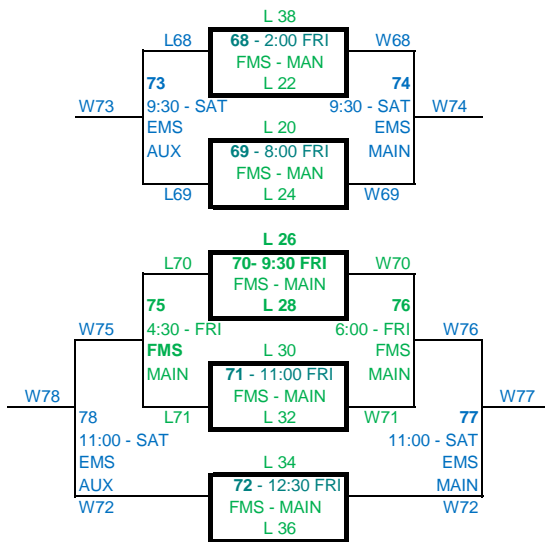 L 38
L68
68 - 2:00 FRI
W68
FMS - MAN
73
L 22
74
W73
9:30 - SAT
9:30 - SAT
W74
EMS
L 20
EMS
AUX
69 - 8:00 FRI
MAIN
FMS - MAN
L69
L 24
W69
L 26
L70
70- 9:30 FRI
W70
FMS - MAIN
75
L 28
76
W75
4:30 - FRI
6:00 - FRI
W76
FMS
L 30
FMS
MAIN
71 - 11:00 FRI
MAIN
W78
FMS - MAIN
W77
78
L71
L 32
W71
77
11:00 - SAT
11:00 - SAT
EMS
L 34
EMS
AUX
72 - 12:30 FRI
MAIN
W72
FMS - MAIN
W72
L 36